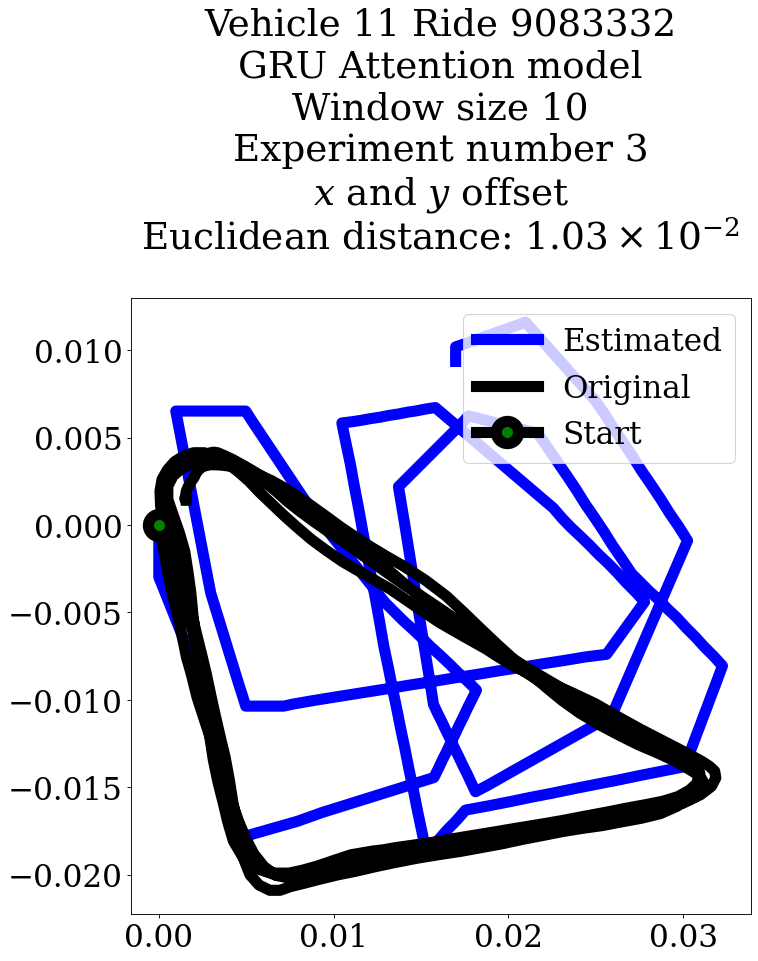 Vehicle 11 Ride 9083332
GRU Attention model
Window size 10
Experiment number 3
x and y offset
Euclidean distance: 1.03 × 10⁻²
Estimated
Original
Start
0.010
0.005
0.000
−0.005
−0.010
−0.015
−0.020
0.00 0.01 0.02 0.03